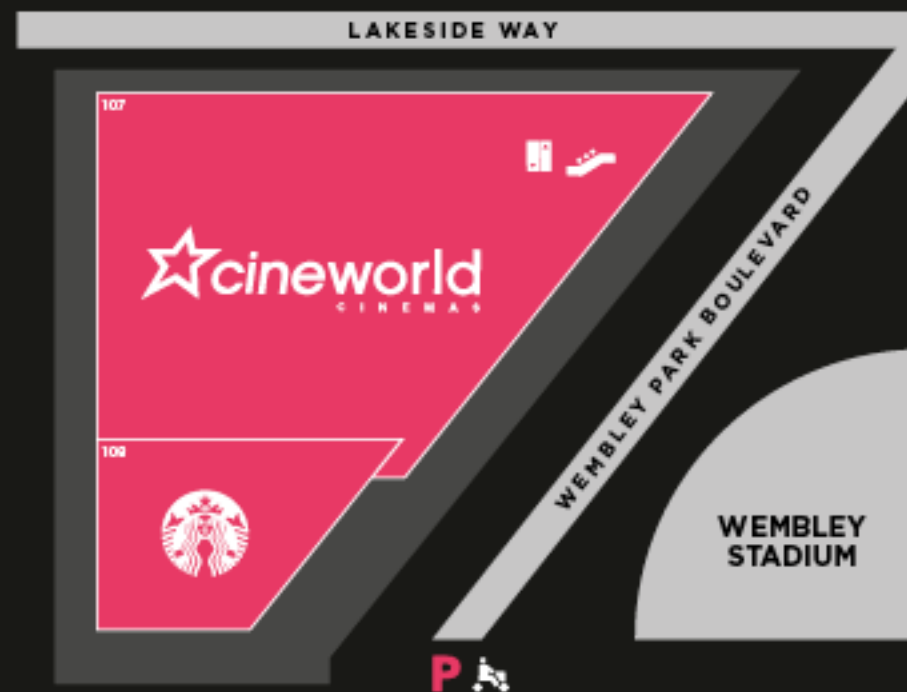 LAKESIDE WAY
107
cineworld
CINEMAS
WEMBLEY PARK BOULEVARD
109
WEMBLEY
STADIUM
P